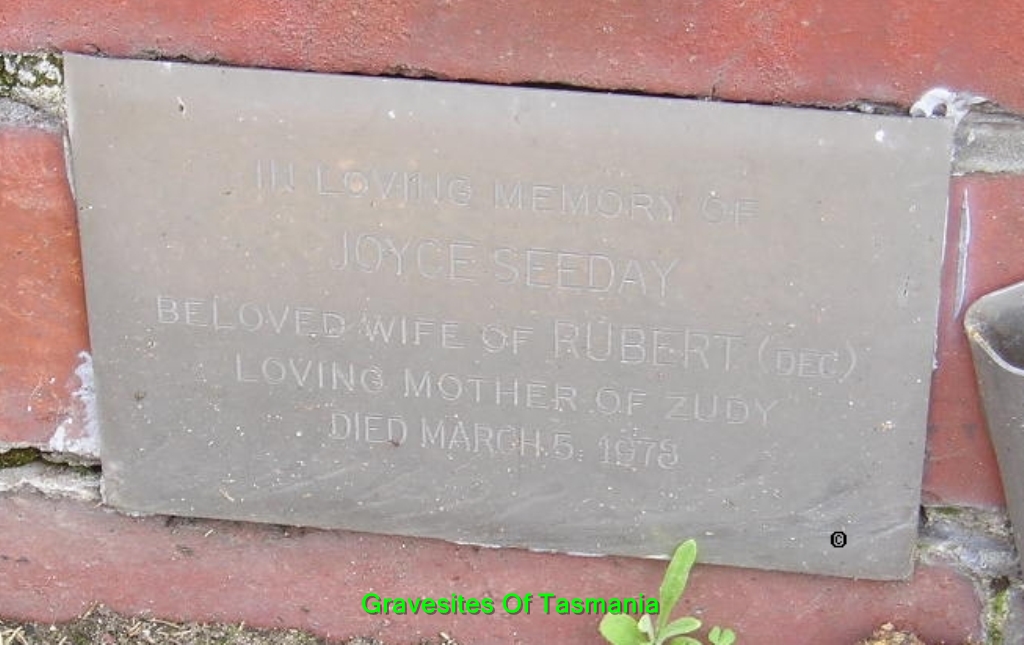 IN LOVING MEMORY OF
JOYCE SEEDAY
BELOVED WIFE OF RUBERT (DEC)
LOVING MOTHER OF ZUDY
DIED MARCH 5. 1978
©
Gravesites Of Tasmania